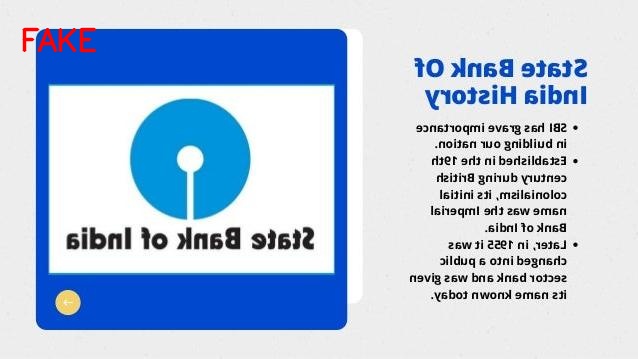 FAKE
State Bank Of
India History
• SBI has grave importance
in building our nation.
• Established in the 19th
century during British
colonialism, its initial
name was the Imperial
Bank of India.
• Later, in 1955 it was
changed into a public
sector bank and was given
its name known today.
State Bank of India